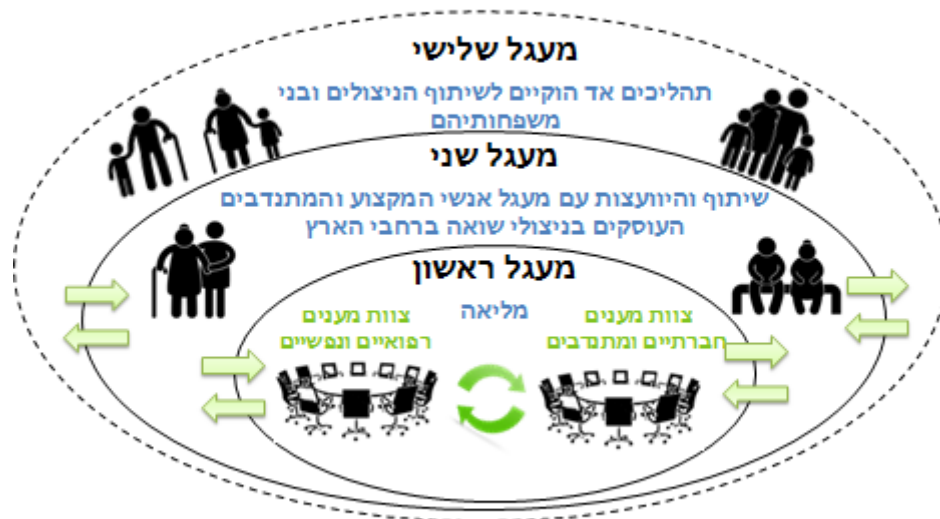 מעגל שלישי
תהליכים אד הוקיים לשיתוף הניצולים ובני
משפחותיהם
מעגל שני
שיתוף והיוועצות עם מעגל אנשי המקצוע והמתנדבים
העוסקים בניצולי שואה ברחבי הארץ
מעגל ראשון
מליאה
צוות מענים
חברתיים ומתנדבים
צוות מענים
רפואיים ונפשיים